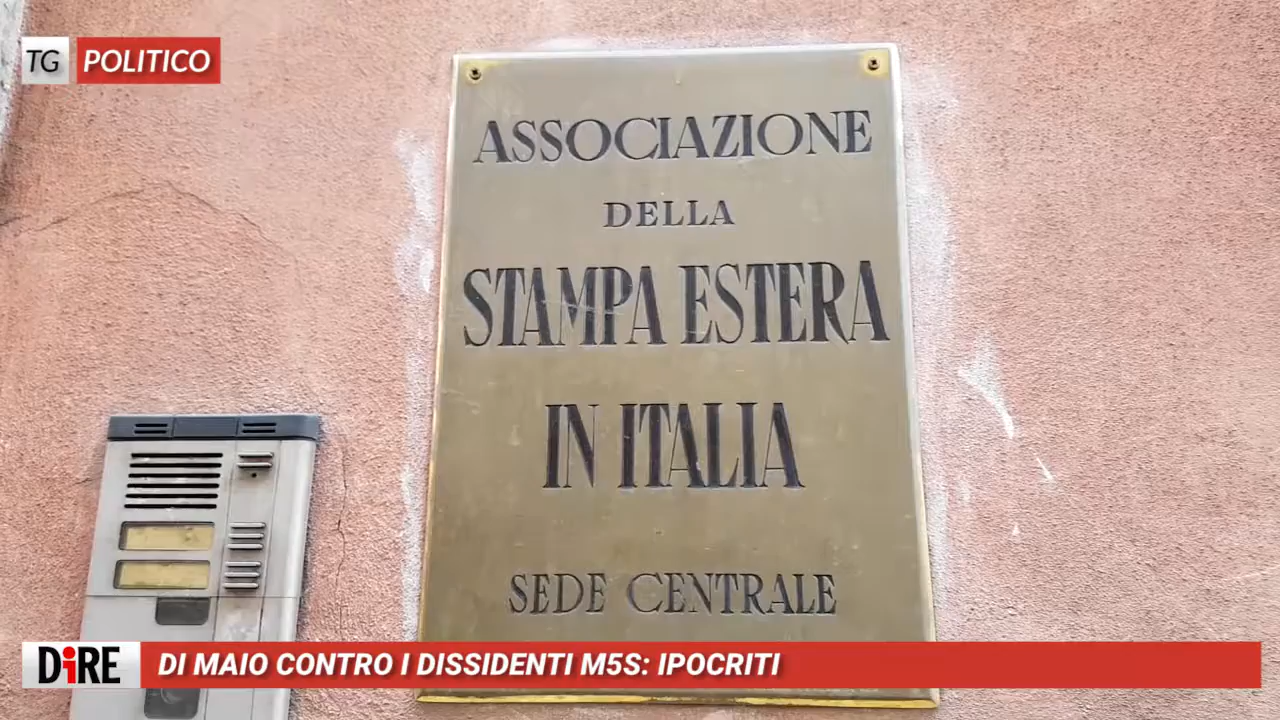 TG POLITICO
ASSOCIAZIONE
DELLA
STAMPA ESTERA
IN ITALIA
SEDE CENTRALE
DiRE DI MAIO CONTRO I DISSIDENTI M5S: IPOCRITI